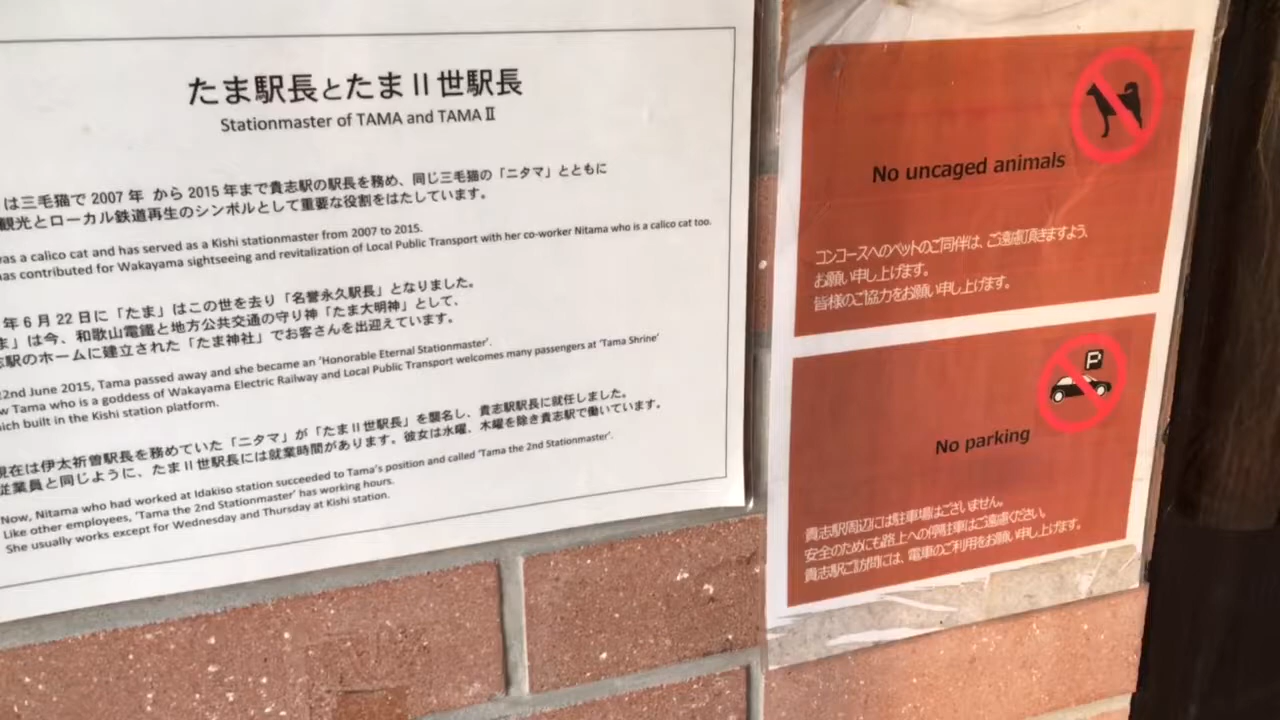 たま駅長とたまⅡ世駅長
Stationmaster of TAMA and TAMAⅡ
は三毛猫で 2007 年 から 2015 年まで貴志駅の駅長を務め、同じ三毛猫の「ニタマ」とともに
観光とローカル鉄道再生のシンボルとして重要な役割をはたしています。
was a calico cat and has served as a Kishi stationmaster from 2007 to 2015.
has contributed for Wakayama sightseeing and revitalization of Local Public Transport with her co-worker Nitama who is a calico cat too.
年 6 月 22 日に「たま」はこの世を去り「名誉永久駅長」となりました。
ま」は今、和歌山電鐵と地方公共交通の守り神「たま大明神」として、
志駅のホームに建立された「たま神社」でお客さんを出迎えています。
22nd June 2015, Tama passed away and she became an 'Honorable Eternal Stationmaster'.
w Tama who is a goddess of Wakayama Electric Railway and Local Public Transport welcomes many passengers at 'Tama Shrine'
hich built in the Kishi station platform.
現在は伊太祈曽駅長を務めていた「ニタマ」が「たまⅡ世駅長」を襲名し、貴志駅駅長に就任しました。
従業員と同じように、たまⅡ世駅長には就業時間があります。彼女は水曜、木曜を除き貴志駅で働いています。
Now, Nitama who had worked at Idakiso station succeeded to Tama's position and called 'Tama the 2nd Stationmaster'.
Like other employees, 'Tama the 2nd Stationmaster' has working hours.
She usually works except for Wednesday and Thursday at Kishi station.
No uncaged animals
コンコースへのペットのご同伴は、ご遠慮頂きますよう、
お願い申し上げます。
皆様のご協力をお願い申し上げます。
P
No parking
貴志駅周辺には駐車場はございません。
安全のためにも路上への停駐車はご遠慮ください。
貴志駅ご訪問には、電車のご利用をお願い申し上げます。